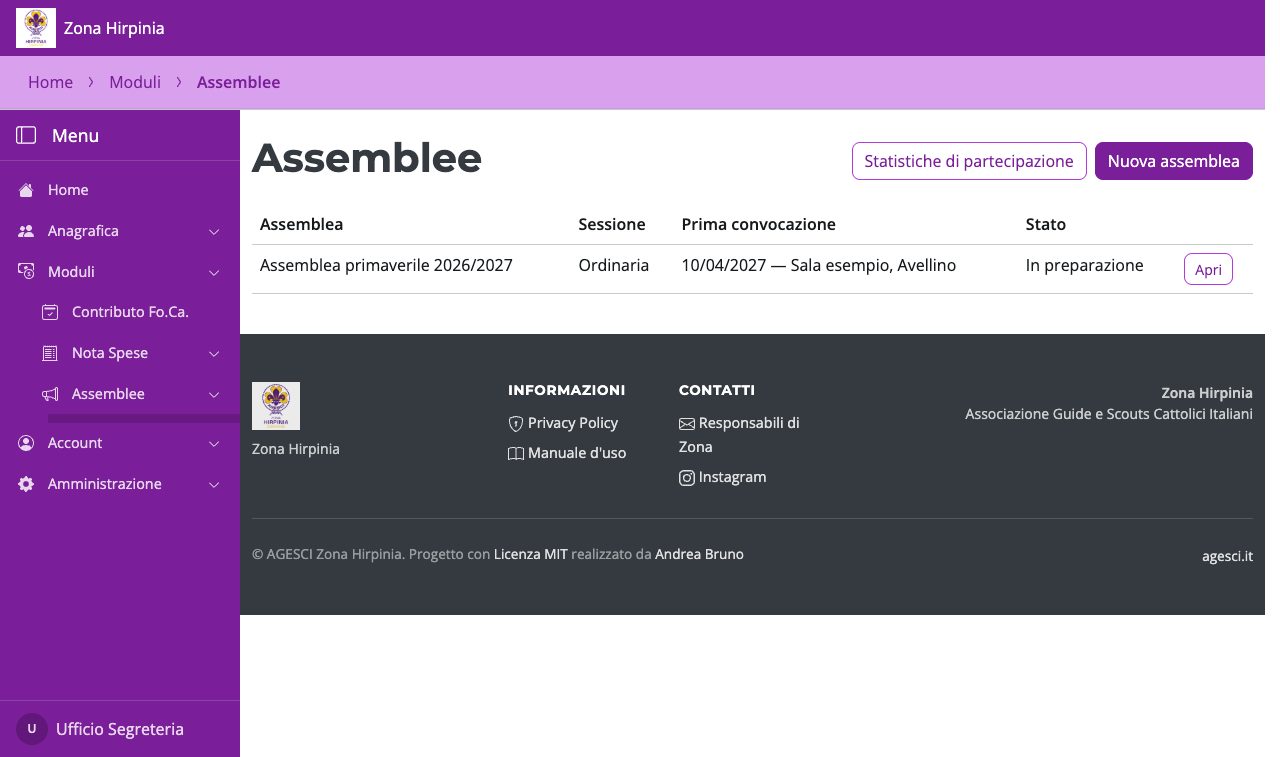 Zona Hirpinia
Home
Moduli
Assemblee
Menu
Home
Anagrafica
Moduli
Contributo Fo.Ca.
Nota Spese
Assemblee
Account
Amministrazione
U Ufficio Segreteria
Assemblee
Statistiche di partecipazione
Nuova assemblea
Assemblea Sessione Prima convocazione Stato
Assemblea primaverile 2026/2027 Ordinaria 10/04/2027 — Sala esempio, Avellino In preparazione Apri
HIRPINIA
Zona Hirpinia
INFORMAZIONI
Privacy Policy
Manuale d'uso
CONTATTI
Responsabili di
Zona
Instagram
Zona Hirpinia
Associazione Guide e Scouts Cattolici Italiani
© AGESCI Zona Hirpinia. Progetto con Licenza MIT realizzato da Andrea Bruno
agesci.it